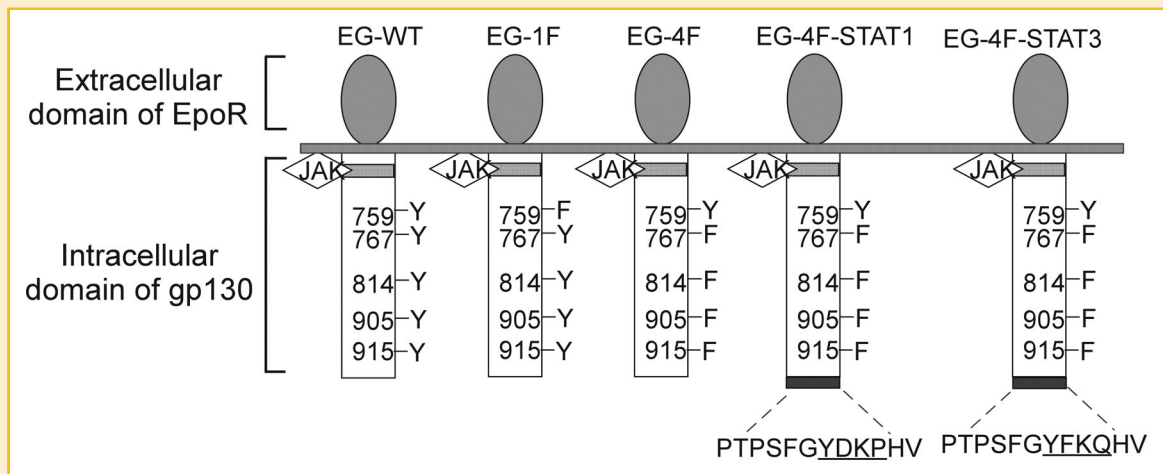 EG-WT EG-1F EG-4F EG-4F-STAT1 EG-4F-STAT3
Extracellular
domain of EpoR
JAK JAK JAK JAK JAK
Intracellular
domain of gp130
759 Y 759 F 759 Y 759 Y 759 Y
767 Y 767 Y 767 F 767 F 767 F
814 Y 814 Y 814 F 814 F 814 F
905 Y 905 Y 905 F 905 F 905 F
915 Y 915 Y 915 F 915 F 915 F
PTPSFGYDKPHV PTPSFGYFKQHV